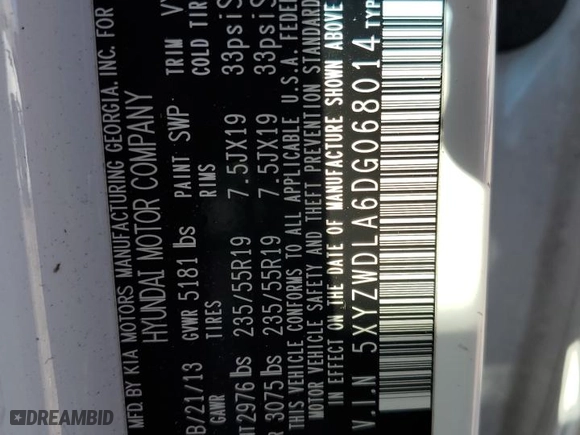 MFD BY KIA MOTORS MANUFACTURING GEORGIA. INC. FOR
HYUNDAI MOTOR COMPANY
B/21/13 GVWR 5181 lbs PAINT SWP TRIM
GAWR TIRES RIMS COLD TIR
2976 lbs 235/55R19 7.5JX19 33psi
3075 lbs 235/55R19 7.5JX19 33psi
THIS VEHICLE CONFORMS TO ALL APPLICABLE U.S.A. FEDER
MOTOR VEHICLE SAFETY AND THEFT PREVENTION STANDARD
IN EFFECT ON THE DATE OF MANUFACTURE SHOWN ABOVE
V.I.N 5XYZWDLA6DG068014 TYP
DREAMBID